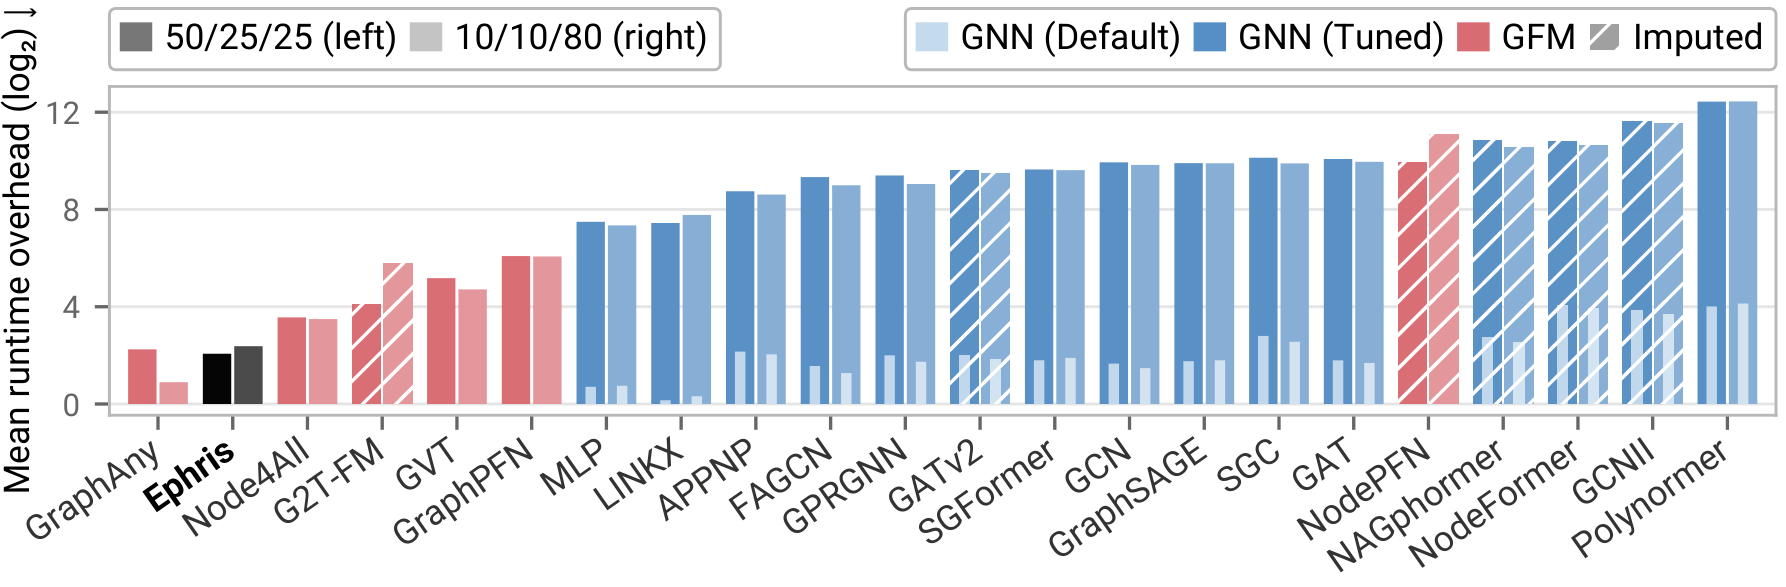 50/25/25 (left) 10/10/80 (right)
GNN (Default) GNN (Tuned) GFM Imputed
Mean runtime overhead (log₂) ↓
12
8
4
0
GraphAny
Ephris
Node4All
G2T-FM
GVT
GraphPFN
MLP
LINKX
APPNP
FAGCN
GPRGNN
GATv2
SGFormer
GCN
GraphSAGE
SGC
GAT
NodePFN
NAGphormer
NodeFormer
GCNII
Polynormer